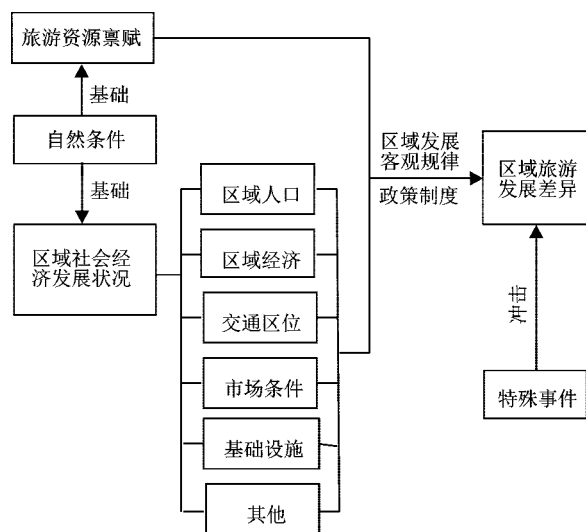 旅游资源禀赋
基础
自然条件
基础
区域社会经
济发展状况
区域人口
区域经济
交通区位
市场条件
基础设施
其他
区域发展
客观规律
政策制度
区域旅游
发展差异
冲击
特殊事件